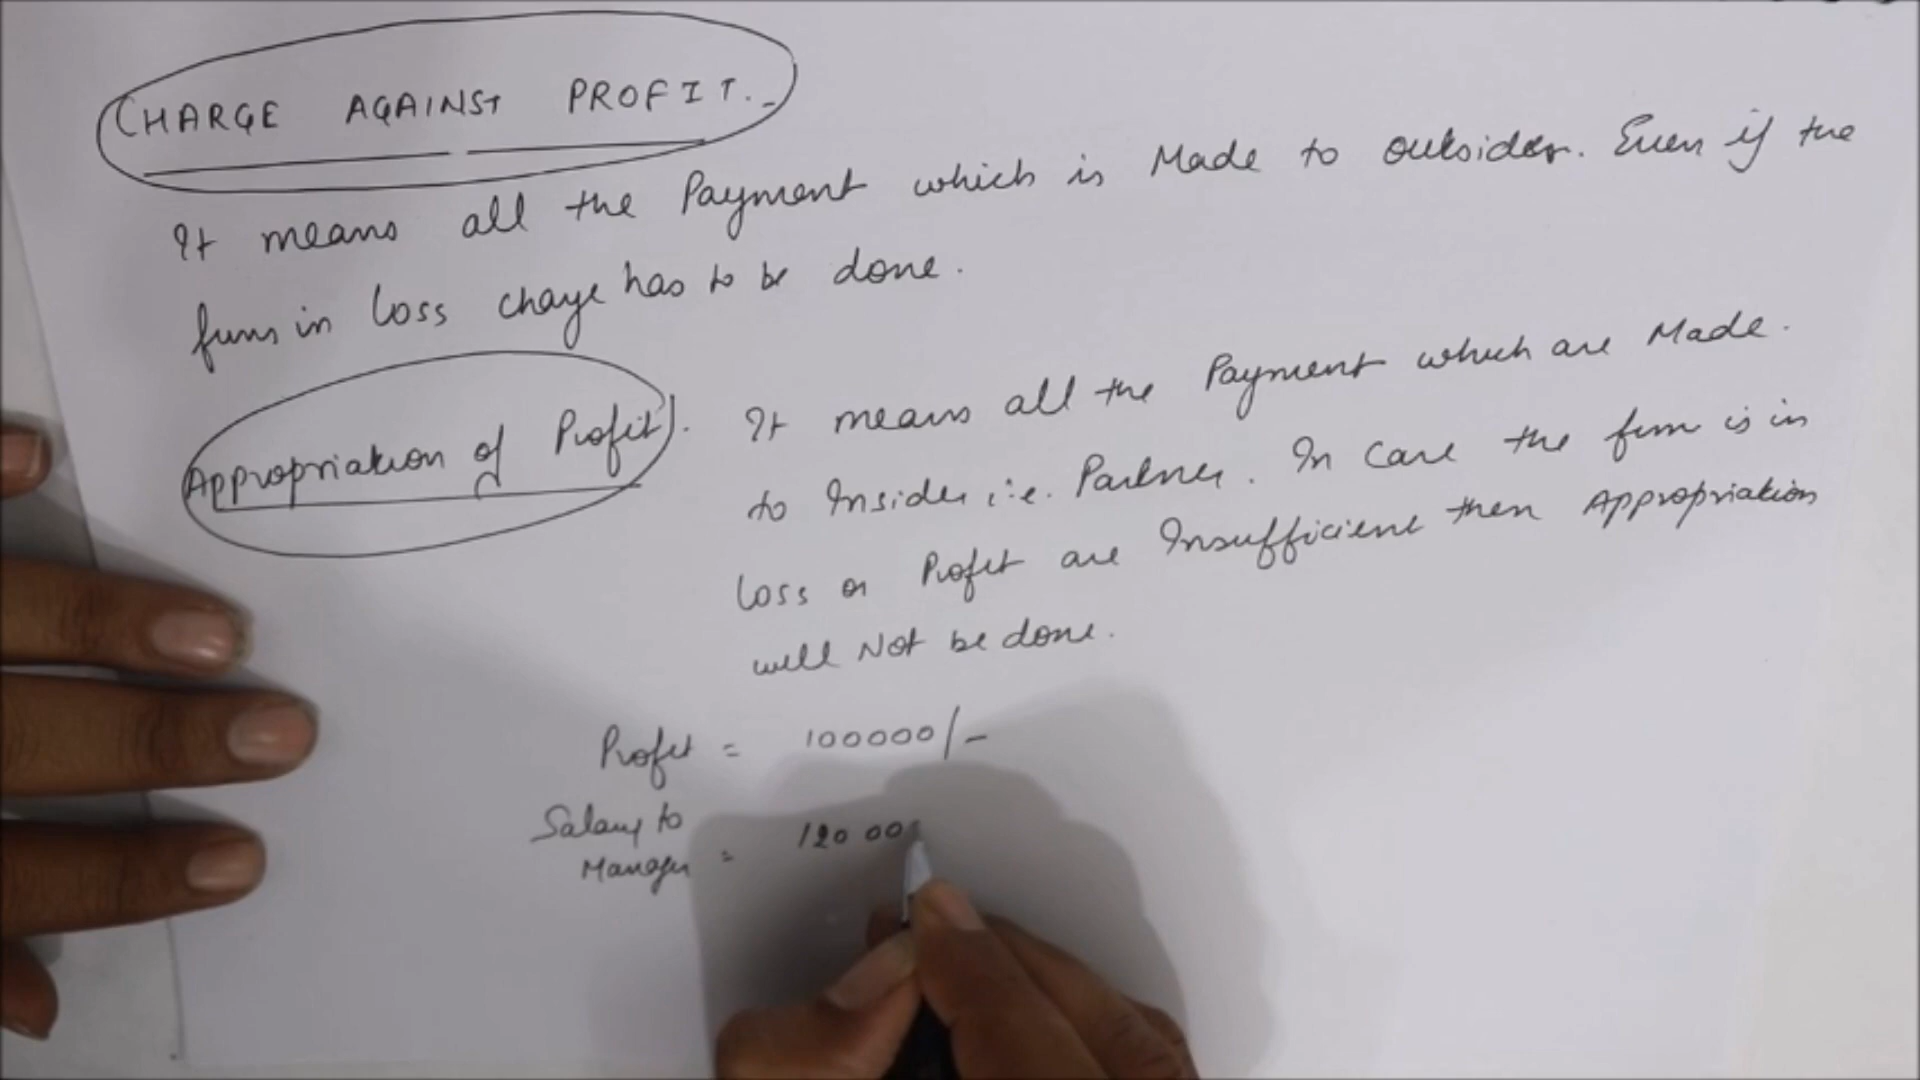 CHARGE AGAINST PROFIT.
It means all the Payment which is Made to outsider. Even if the
firm in loss charge has to be done.
Appropriation of Profit. It means all the Payment which are Made.
to Insider i.e. Partner. In Case the firm is in
loss or Profit are Insufficient then Appropriation
will Not be done.
Profit = 100000/-
Salary to
Manager = 12000